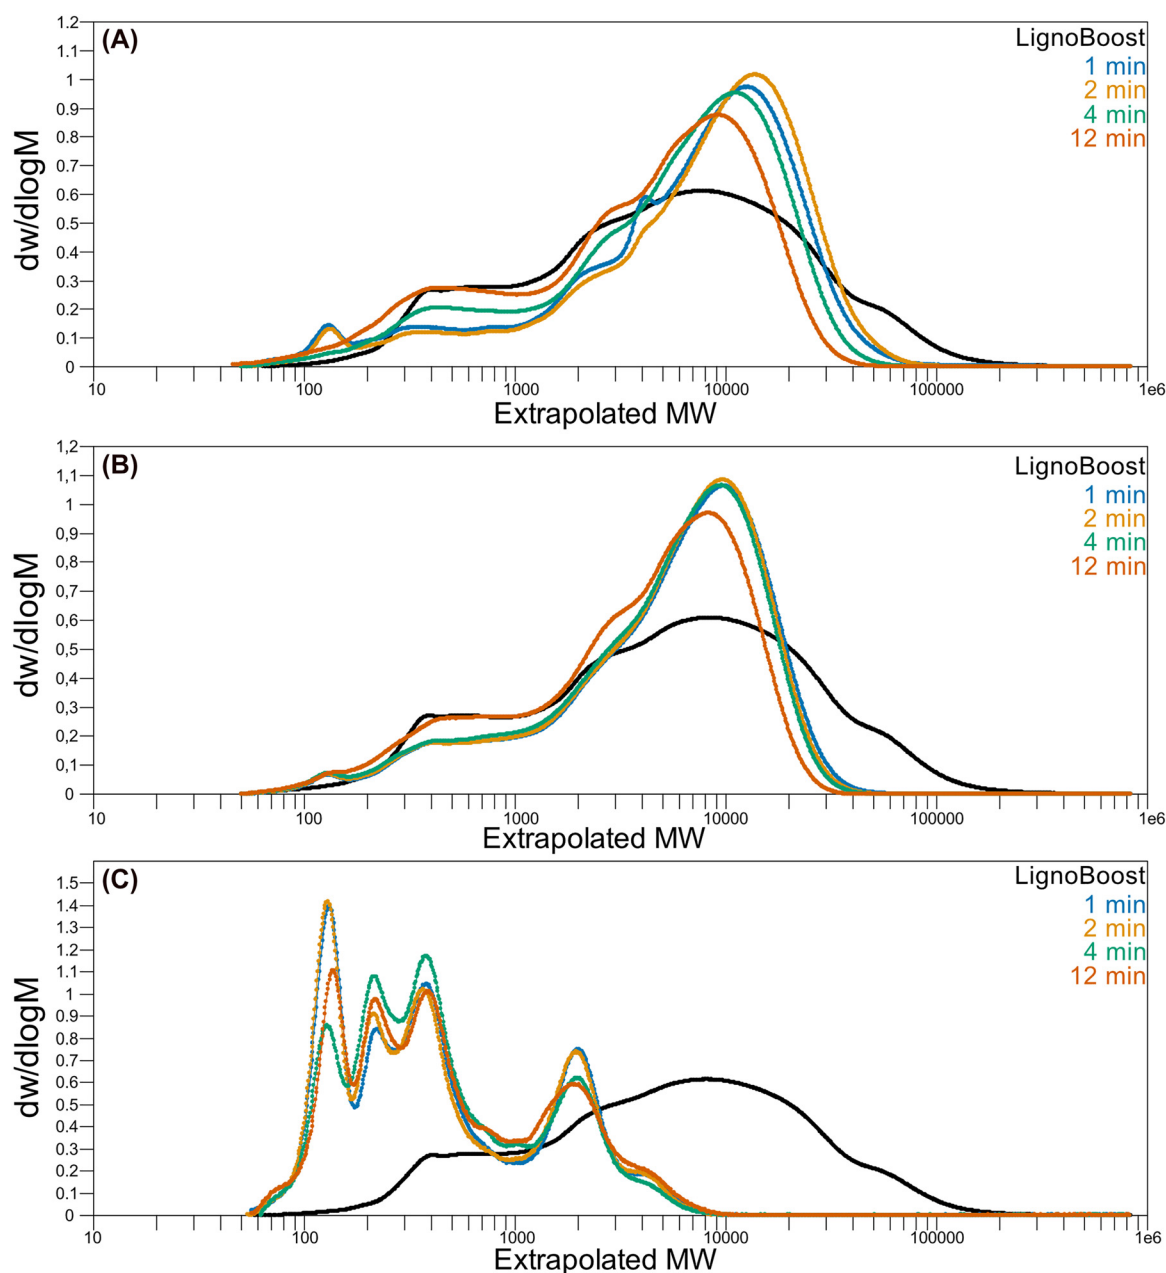 (A)
LignoBoost
1 min
2 min
4 min
12 min
dw/dlogM
1.2
1.1
1
0.9
0.8
0.7
0.6
0.5
0.4
0.3
0.2
0.1
0
10 100 1000 10000 100000 1e6
Extrapolated MW
(B)
LignoBoost
1 min
2 min
4 min
12 min
dw/dlogM
1,2
1,1
1
0,9
0,8
0,7
0,6
0,5
0,4
0,3
0,2
0,1
0
10 100 1000 10000 100000 1e6
Extrapolated MW
(C)
LignoBoost
1 min
2 min
4 min
12 min
dw/dlogM
1.5
1.4
1.3
1.2
1.1
1
0.9
0.8
0.7
0.6
0.5
0.4
0.3
0.2
0.1
0
10 100 1000 10000 100000 1e6
Extrapolated MW